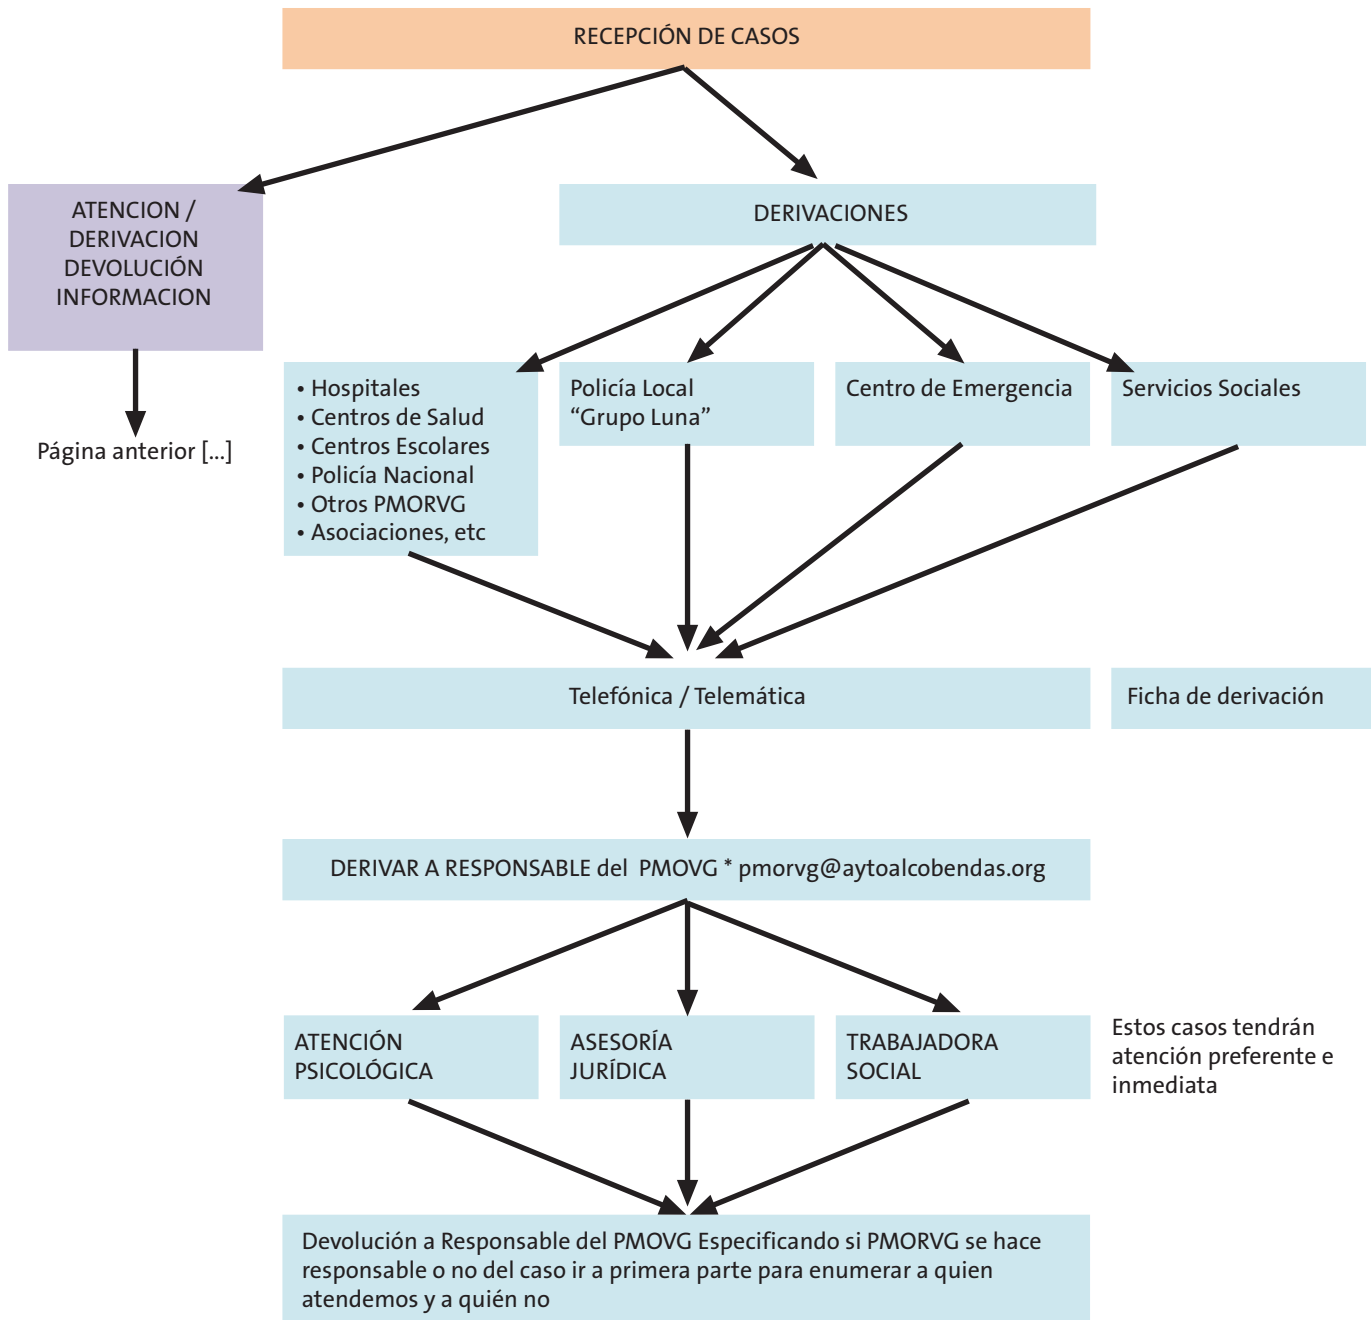 RECEPCIÓN DE CASOS
ATENCION /
DERIVACION
DEVOLUCIÓN
INFORMACION
DERIVACIONES
Página anterior [...]
• Hospitales
• Centros de Salud
• Centros Escolares
• Policía Nacional
• Otros PMORVG
• Asociaciones, etc
Policía Local
“Grupo Luna”
Centro de Emergencia
Servicios Sociales
Telefónica / Telemática
Ficha de derivación
DERIVAR A RESPONSABLE del PMOVG * pmorvg@aytoalcobendas.org
ATENCIÓN
PSICOLÓGICA
ASESORÍA
JURÍDICA
TRABAJADORA
SOCIAL
Estos casos tendrán
atención preferente e
inmediata
Devolución a Responsable del PMOVG Especificando si PMORVG se hace
responsable o no del caso ir a primera parte para enumerar a quien
atendemos y a quién no